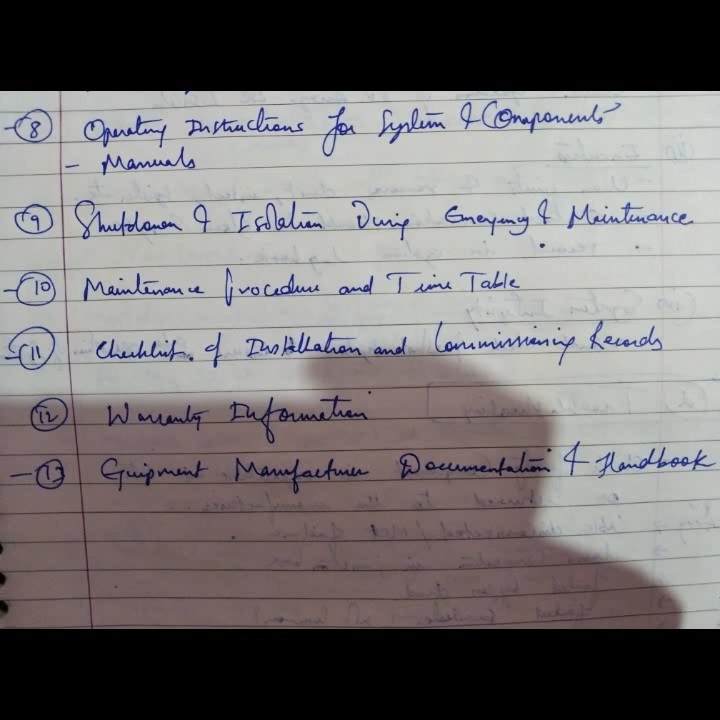 8 Operating Instructions for System & Components
- Manuals
9 Shutdown & Isolation During Emergency & Maintenance
10 Maintenance Procedure and Time Table
11 Checklist of Installation and Commissioning Records
12 Warranty Information
13 Equipment Manufacturer Documentation & Handbook